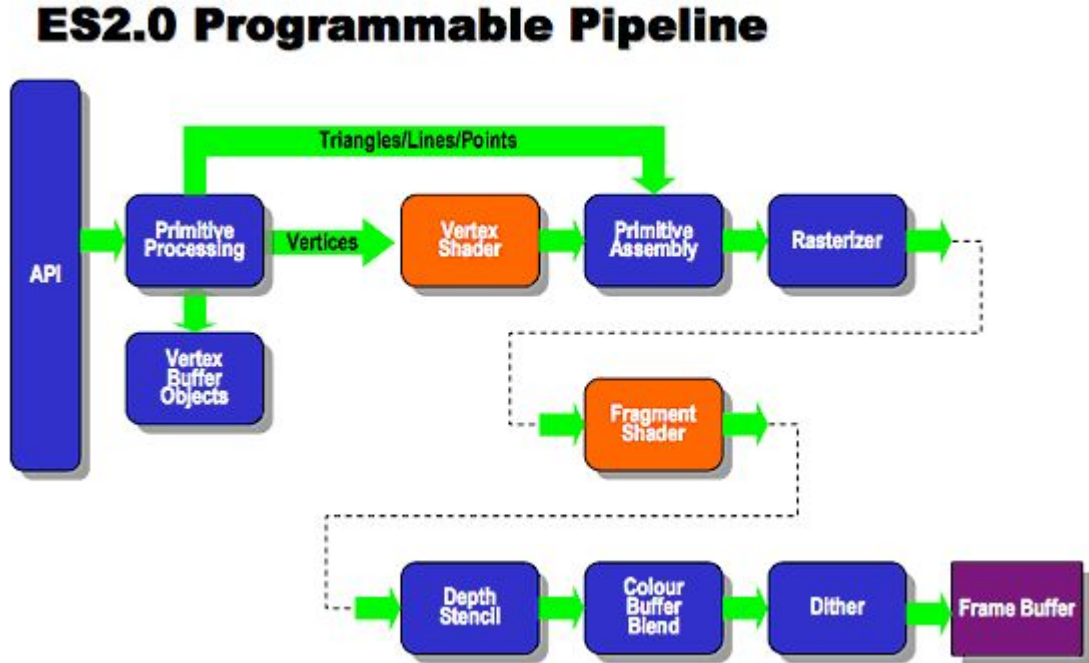 ES2.0 Programmable Pipeline
Triangles/Lines/Points
API
Primitive
Processing
Vertices
Vertex
Shader
Primitive
Assembly
Rasterizer
Vertex
Buffer
Objects
Fragment
Shader
Depth
Stencil
Colour
Buffer
Blend
Dither
Frame Buffer